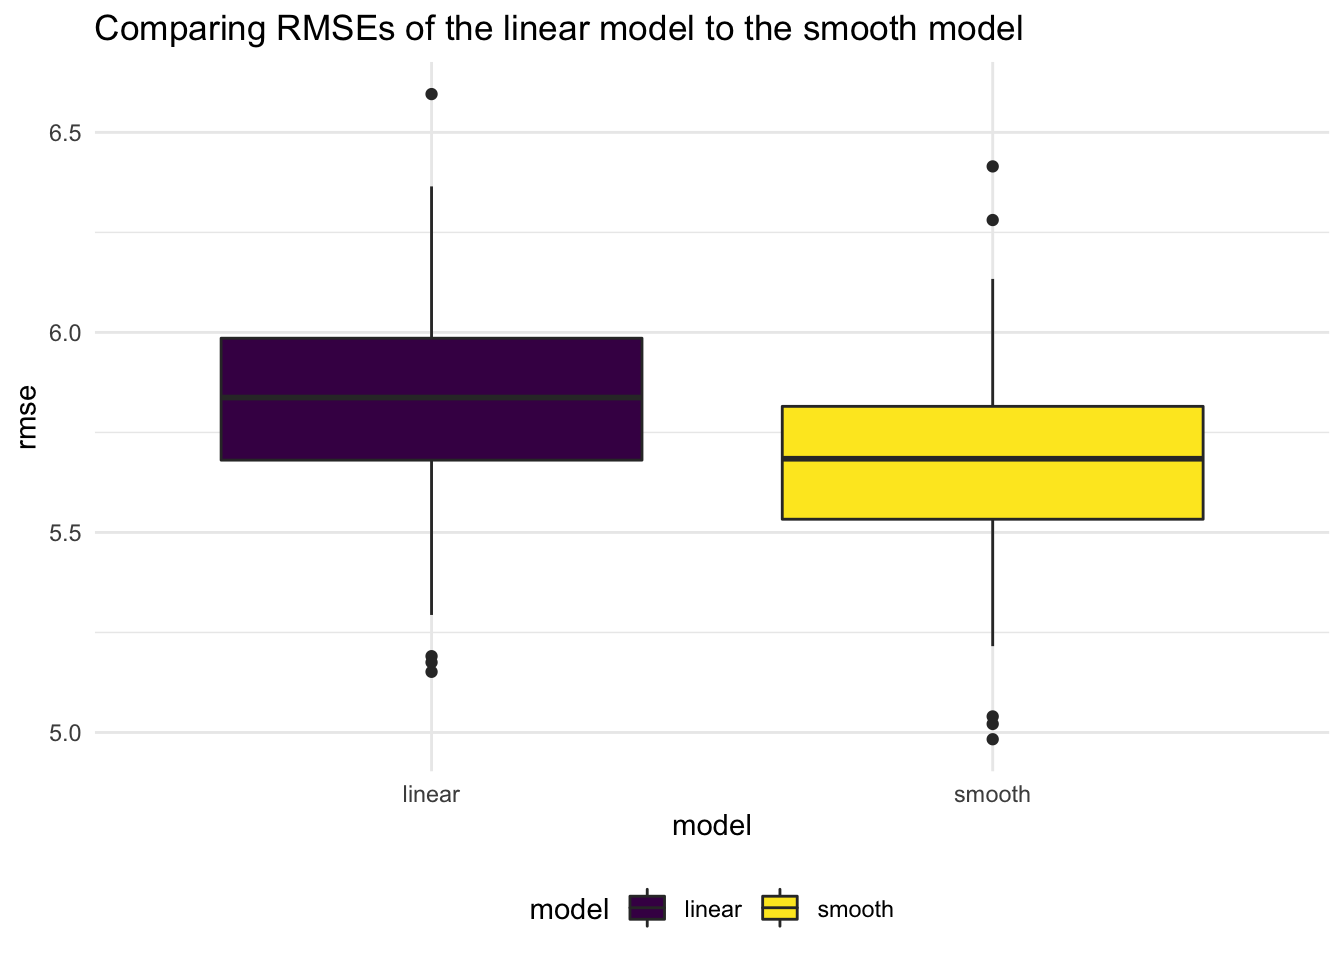 Comparing RMSEs of the linear model to the smooth model
6.5
6.0
5.5
5.0
rmse
linear smooth
model
model linear smooth